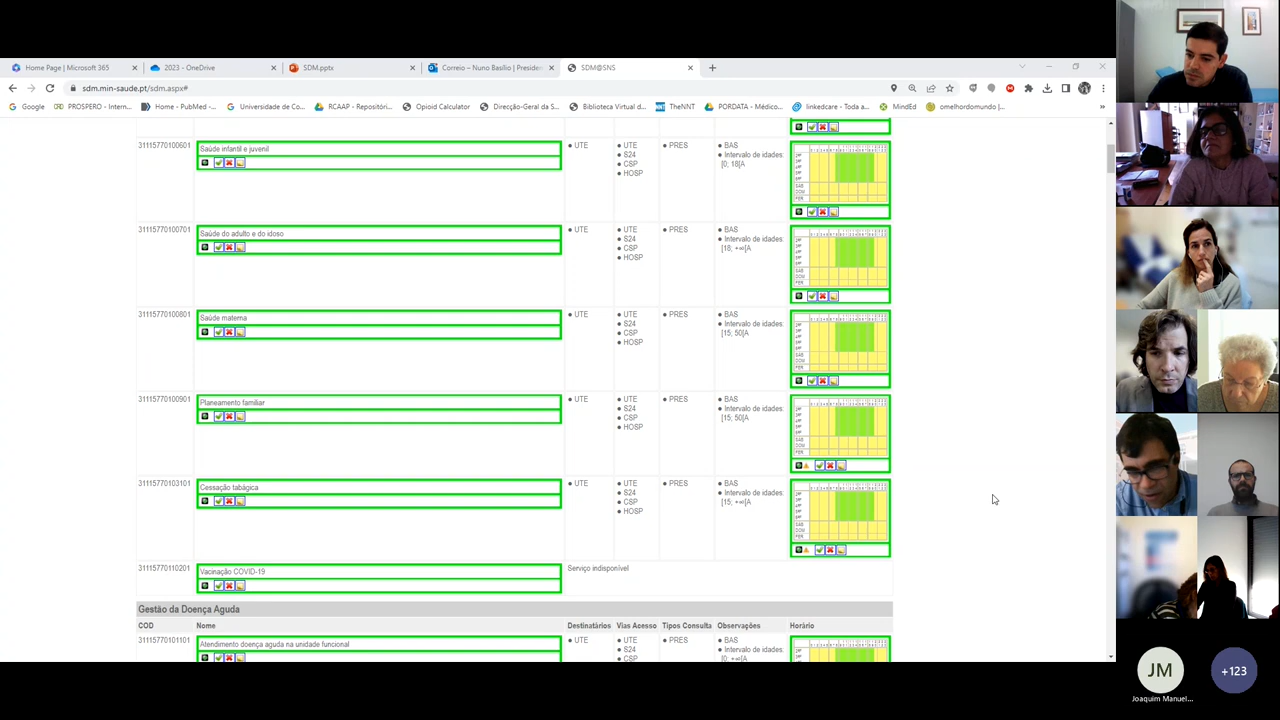 Home Page | Microsoft 365
2023 - OneDrive
SDM.pptx
Correio – Nuno Basílio | Presiden
SDM@SNS
sdm.min-saude.pt/sdm.aspx#
Google
PROSPERO - Intern...
Home - PubMed -...
Universidade de Co...
RCAAP - Repositóri...
Opioid Calculator
Direcção-Geral da S...
Biblioteca Virtual d...
TheNNT
PORDATA - Médico...
linkedcare - Toda a...
MindEd
omelhordomundo|...
31115770100601
Saúde infantil e juvenil
● UTE
● UTE
● S24
● CSP
● HOSP
● PRES
● BAS
● Intervalo de idades:
[0; 18[A
31115770100701
Saúde do adulto e do idoso
● UTE
● UTE
● S24
● CSP
● HOSP
● PRES
● BAS
● Intervalo de idades:
[18; +∞[A
31115770100801
Saúde materna
● UTE
● UTE
● S24
● CSP
● HOSP
● PRES
● BAS
● Intervalo de idades:
[15; 50[A
31115770100901
Planeamento familiar
● UTE
● UTE
● S24
● CSP
● HOSP
● PRES
● BAS
● Intervalo de idades:
[15; 50[A
31115770103101
Cessação tabágica
● UTE
● UTE
● S24
● CSP
● HOSP
● PRES
● BAS
● Intervalo de idades:
[15; +∞[A
31115770110201
Vacinação COVID-19
Serviço indisponível
Gestão da Doença Aguda
COD Nome Destinatários Vias Acesso Tipos Consulta Observações Horário
31115770101101
Atendimento doença aguda na unidade funcional
● UTE
● UTE
● S24
● CSP
● PRES
● BAS
● Intervalo de idades:
[0; +∞[A
JM
+123
Joaquim Manuel...